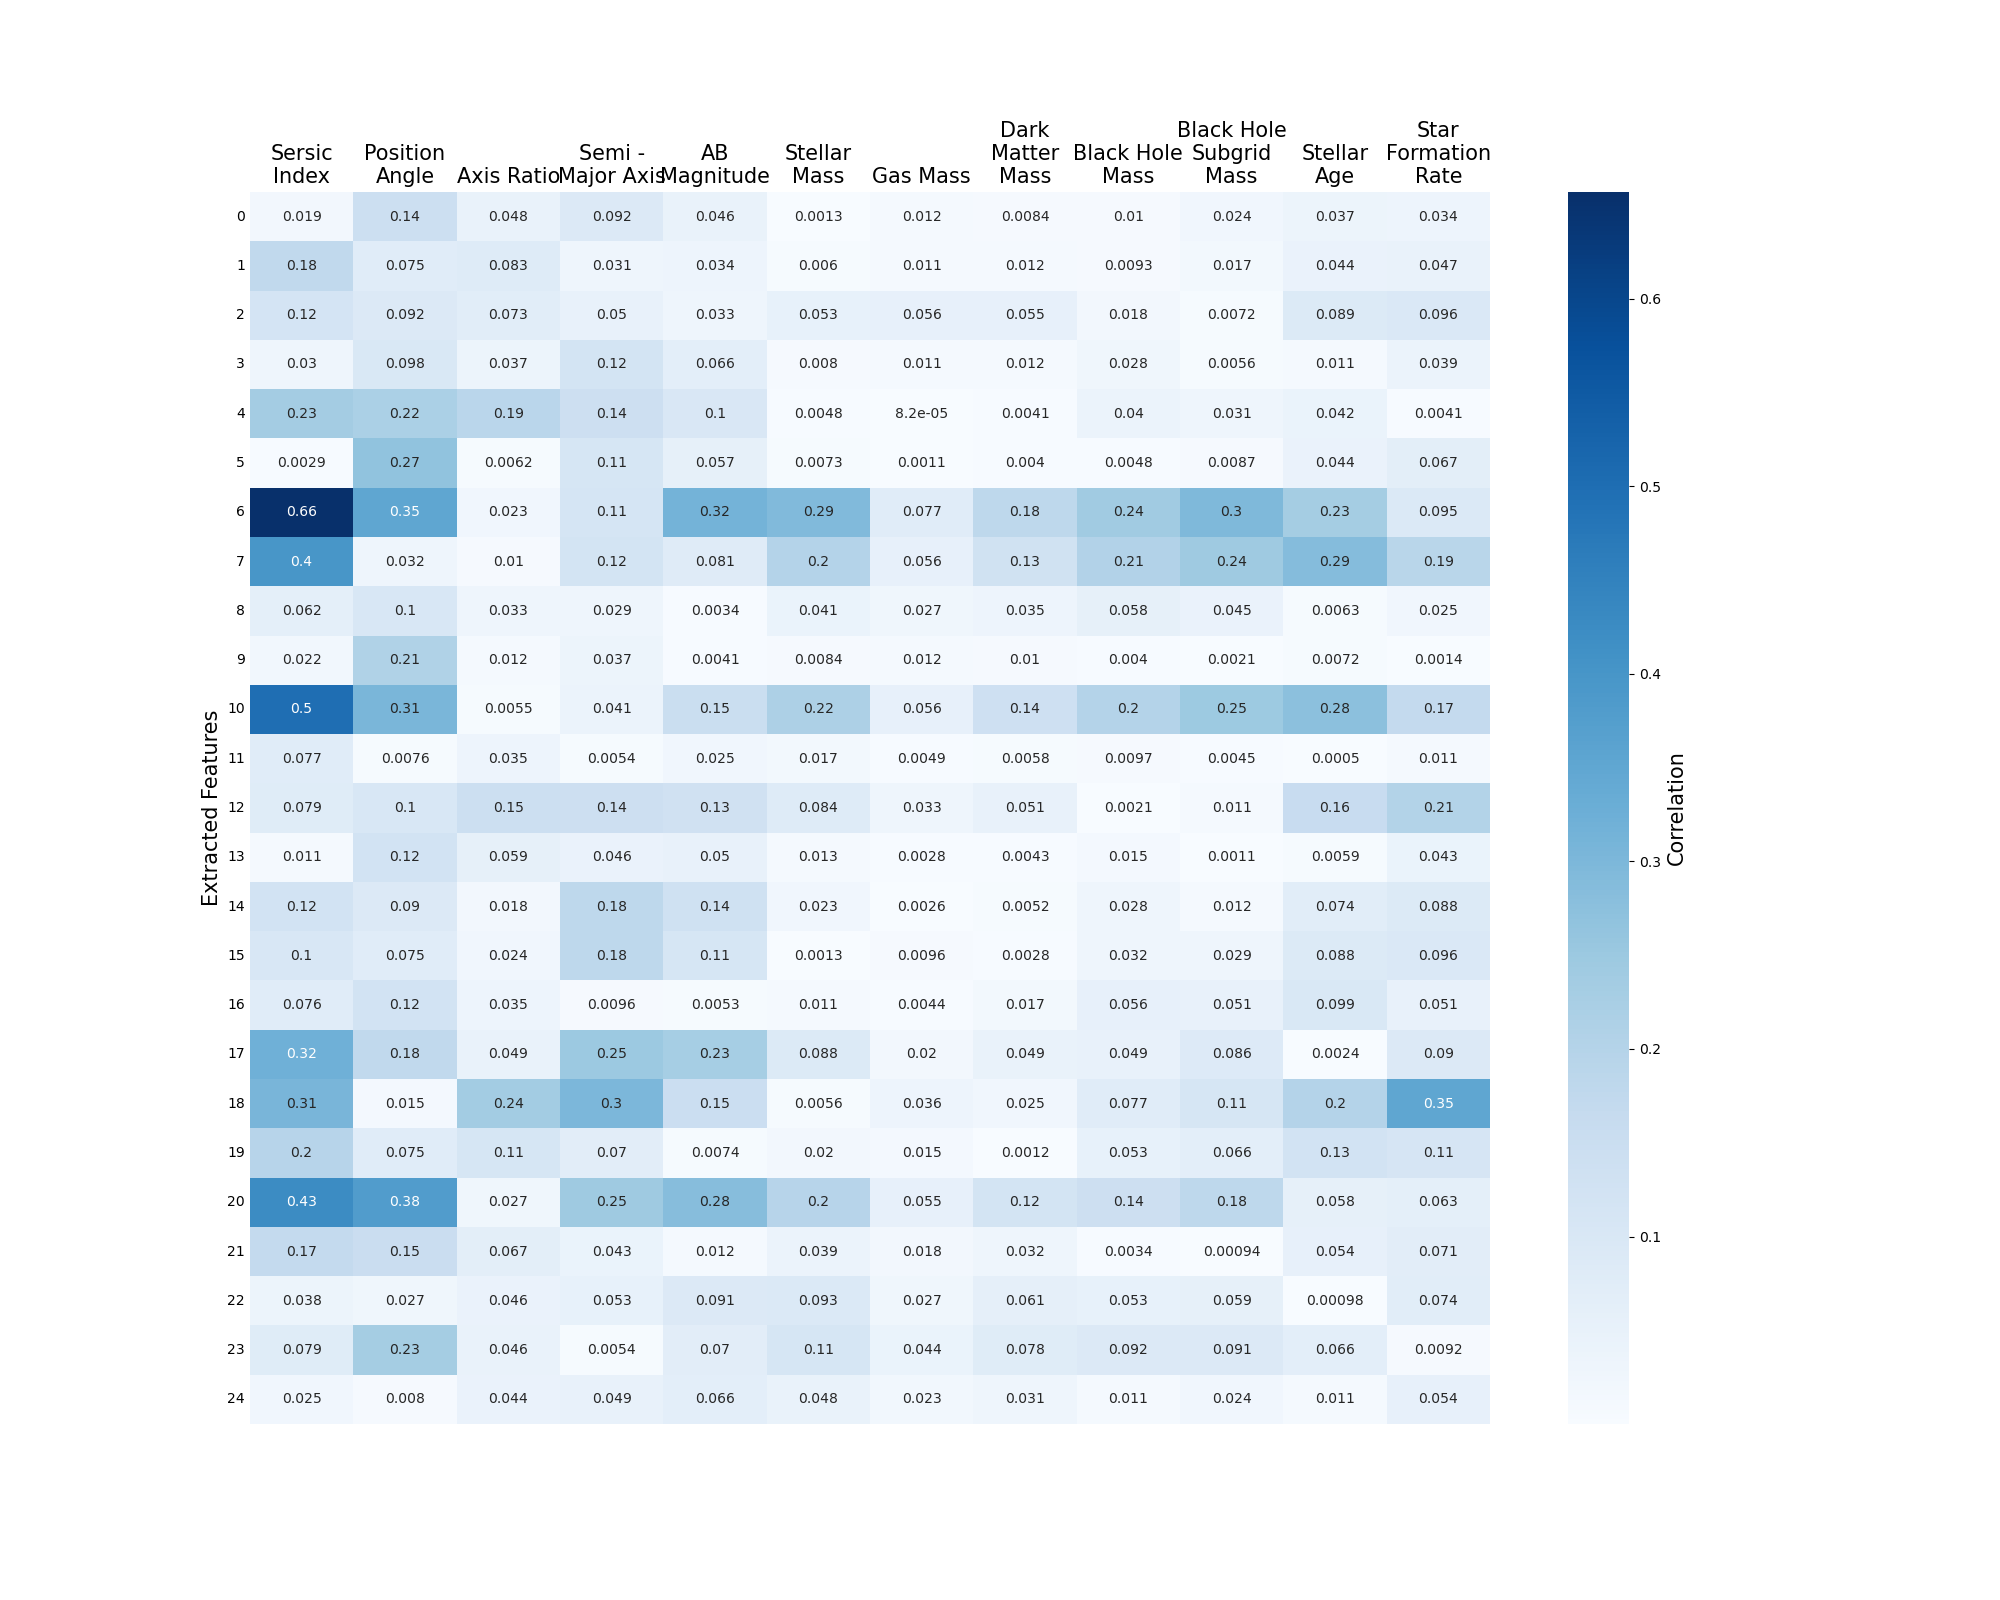 Dark Black Hole Star
Sersic Position Semi - AB Stellar Matter Black Hole Subgrid Stellar Formation
Index Angle Axis Ratio Major Axis Magnitude Mass Gas Mass Mass Mass Mass Age Rate
0 0.019 0.14 0.048 0.092 0.046 0.0013 0.012 0.0084 0.01 0.024 0.037 0.034
1 0.18 0.075 0.083 0.031 0.034 0.006 0.011 0.012 0.0093 0.017 0.044 0.047
2 0.12 0.092 0.073 0.05 0.033 0.053 0.056 0.055 0.018 0.0072 0.089 0.096
3 0.03 0.098 0.037 0.12 0.066 0.008 0.011 0.012 0.028 0.0056 0.011 0.039
4 0.23 0.22 0.19 0.14 0.1 0.0048 8.2e-05 0.0041 0.04 0.031 0.042 0.0041
5 0.0029 0.27 0.0062 0.11 0.057 0.0073 0.0011 0.004 0.0048 0.0087 0.044 0.067
6 0.66 0.35 0.023 0.11 0.32 0.29 0.077 0.18 0.24 0.3 0.23 0.095
7 0.4 0.032 0.01 0.12 0.081 0.2 0.056 0.13 0.21 0.24 0.29 0.19
8 0.062 0.1 0.033 0.029 0.0034 0.041 0.027 0.035 0.058 0.045 0.0063 0.025
9 0.022 0.21 0.012 0.037 0.0041 0.0084 0.012 0.01 0.004 0.0021 0.0072 0.0014
10 0.5 0.31 0.0055 0.041 0.15 0.22 0.056 0.14 0.2 0.25 0.28 0.17
11 0.077 0.0076 0.035 0.0054 0.025 0.017 0.0049 0.0058 0.0097 0.0045 0.0005 0.011
12 0.079 0.1 0.15 0.14 0.13 0.084 0.033 0.051 0.0021 0.011 0.16 0.21
13 0.011 0.12 0.059 0.046 0.05 0.013 0.0028 0.0043 0.015 0.0011 0.0059 0.043
14 0.12 0.09 0.018 0.18 0.14 0.023 0.0026 0.0052 0.028 0.012 0.074 0.088
15 0.1 0.075 0.024 0.18 0.11 0.0013 0.0096 0.0028 0.032 0.029 0.088 0.096
16 0.076 0.12 0.035 0.0096 0.0053 0.011 0.0044 0.017 0.056 0.051 0.099 0.051
17 0.32 0.18 0.049 0.25 0.23 0.088 0.02 0.049 0.049 0.086 0.0024 0.09
18 0.31 0.015 0.24 0.3 0.15 0.0056 0.036 0.025 0.077 0.11 0.2 0.35
19 0.2 0.075 0.11 0.07 0.0074 0.02 0.015 0.0012 0.053 0.066 0.13 0.11
20 0.43 0.38 0.027 0.25 0.28 0.2 0.055 0.12 0.14 0.18 0.058 0.063
21 0.17 0.15 0.067 0.043 0.012 0.039 0.018 0.032 0.0034 0.00094 0.054 0.071
22 0.038 0.027 0.046 0.053 0.091 0.093 0.027 0.061 0.053 0.059 0.00098 0.074
23 0.079 0.23 0.046 0.0054 0.07 0.11 0.044 0.078 0.092 0.091 0.066 0.0092
24 0.025 0.008 0.044 0.049 0.066 0.048 0.023 0.031 0.011 0.024 0.011 0.054
Extracted Features
0.6
0.5
0.4
0.3
0.2
0.1
Correlation